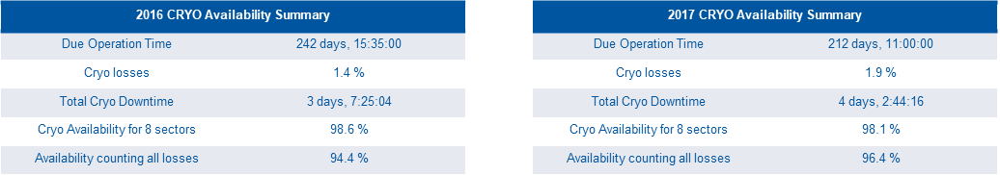 2016 CRYO Availability Summary
Due Operation Time 242 days, 15:35:00
Cryo losses 1.4 %
Total Cryo Downtime 3 days, 7:25:04
Cryo Availability for 8 sectors 98.6 %
Availability counting all losses 94.4 %
2017 CRYO Availability Summary
Due Operation Time 212 days, 11:00:00
Cryo losses 1.9 %
Total Cryo Downtime 4 days, 2:44:16
Cryo Availability for 8 sectors 98.1 %
Availability counting all losses 96.4 %